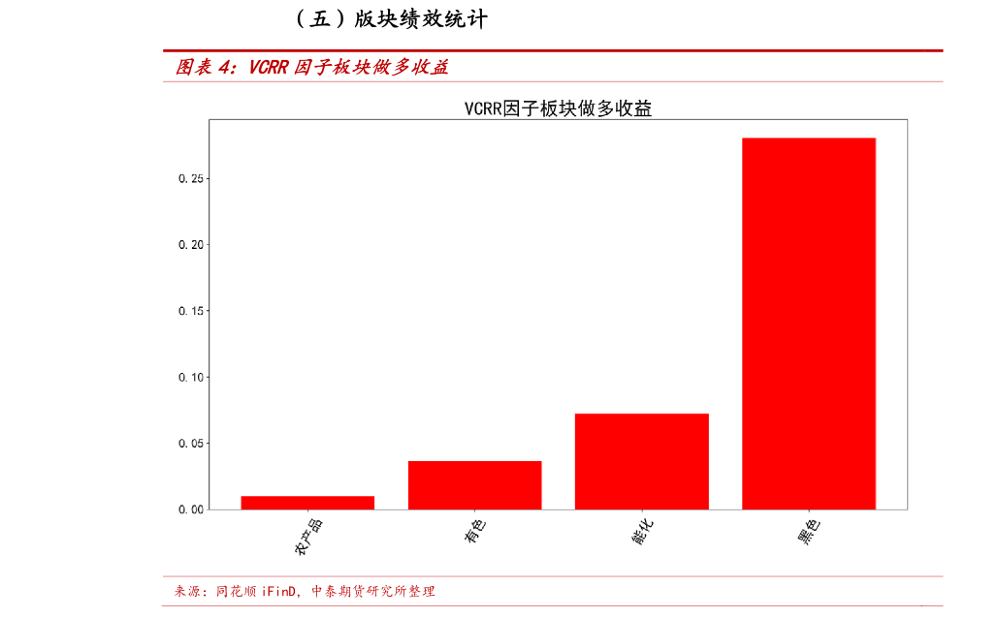 （五）版块绩效统计
图表 4：VCRR 因子板块做多收益
VCRR因子板块做多收益
0.25
0.20
0.15
0.10
0.05
0.00
农产品
有色
能化
黑色
来源：同花顺 iFinD，中泰期货研究所整理